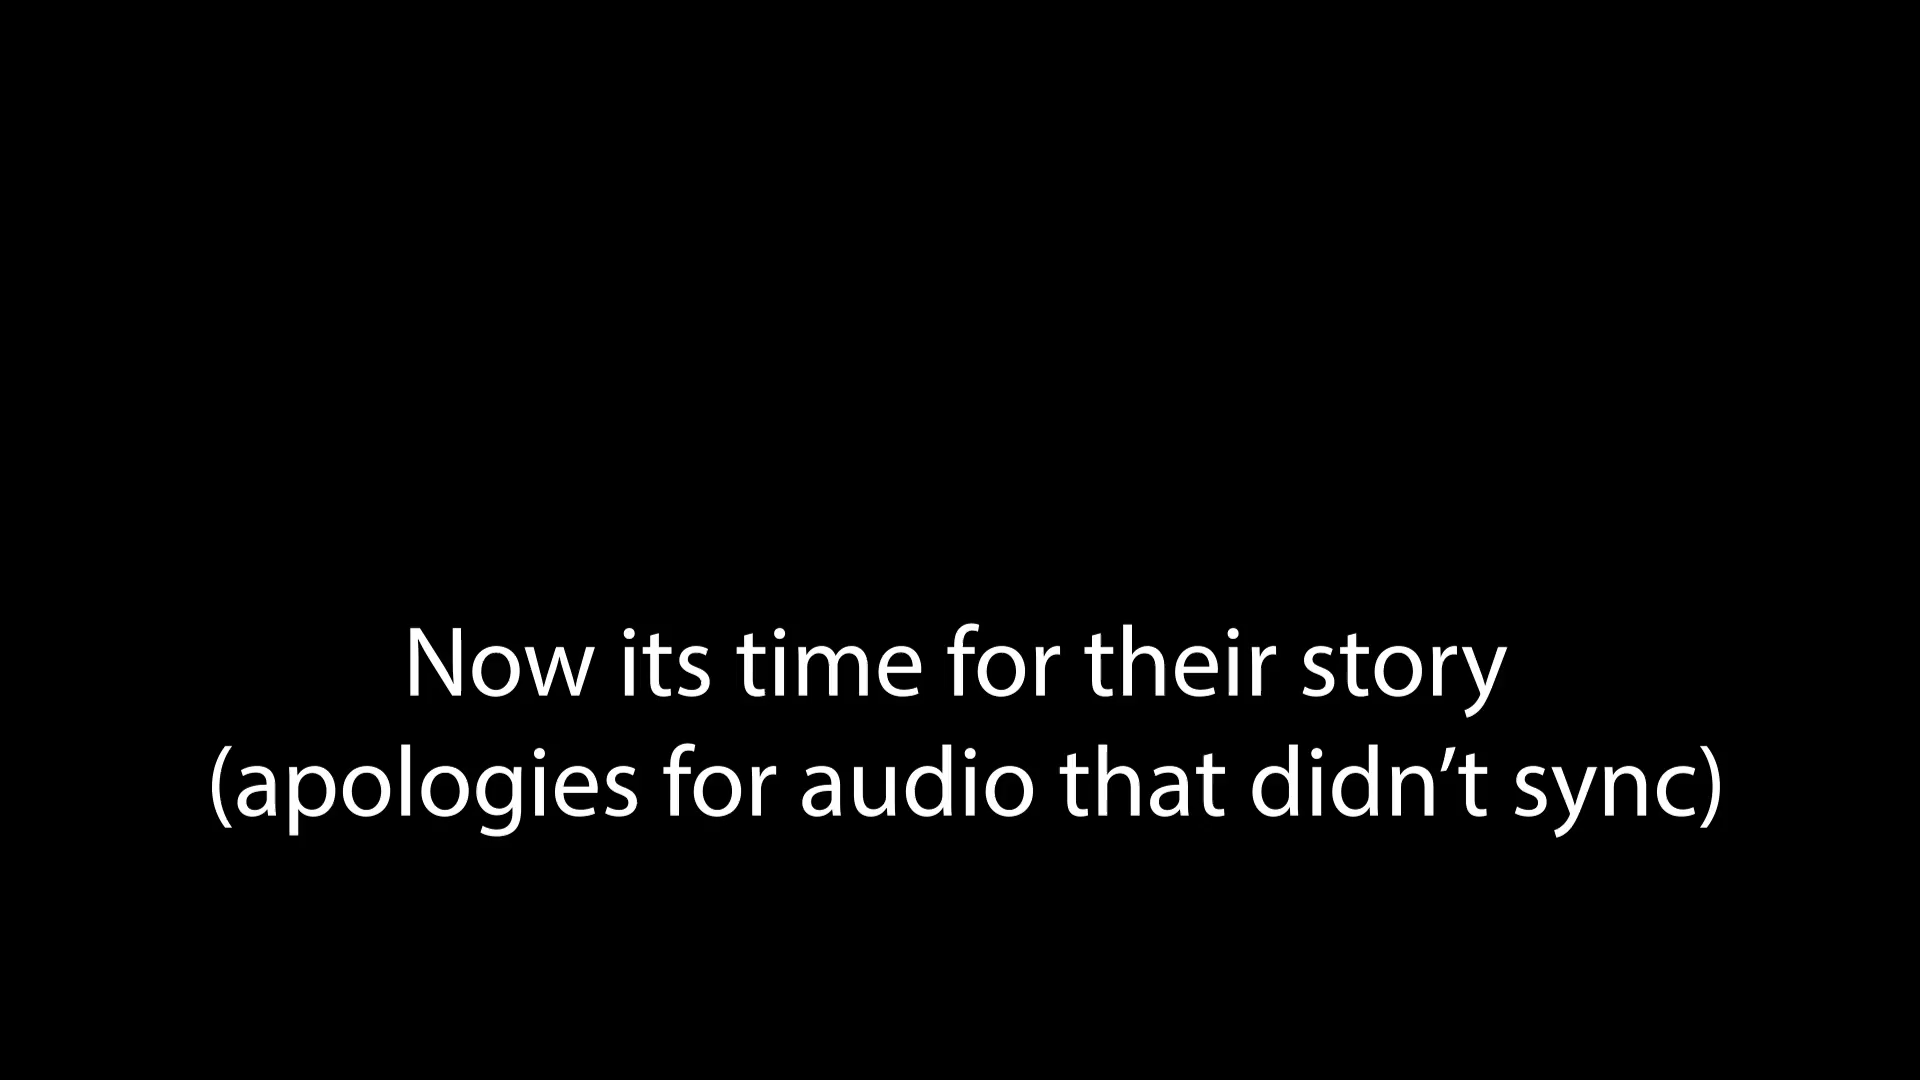 Now its time for their story
(apologies for audio that didn’t sync)